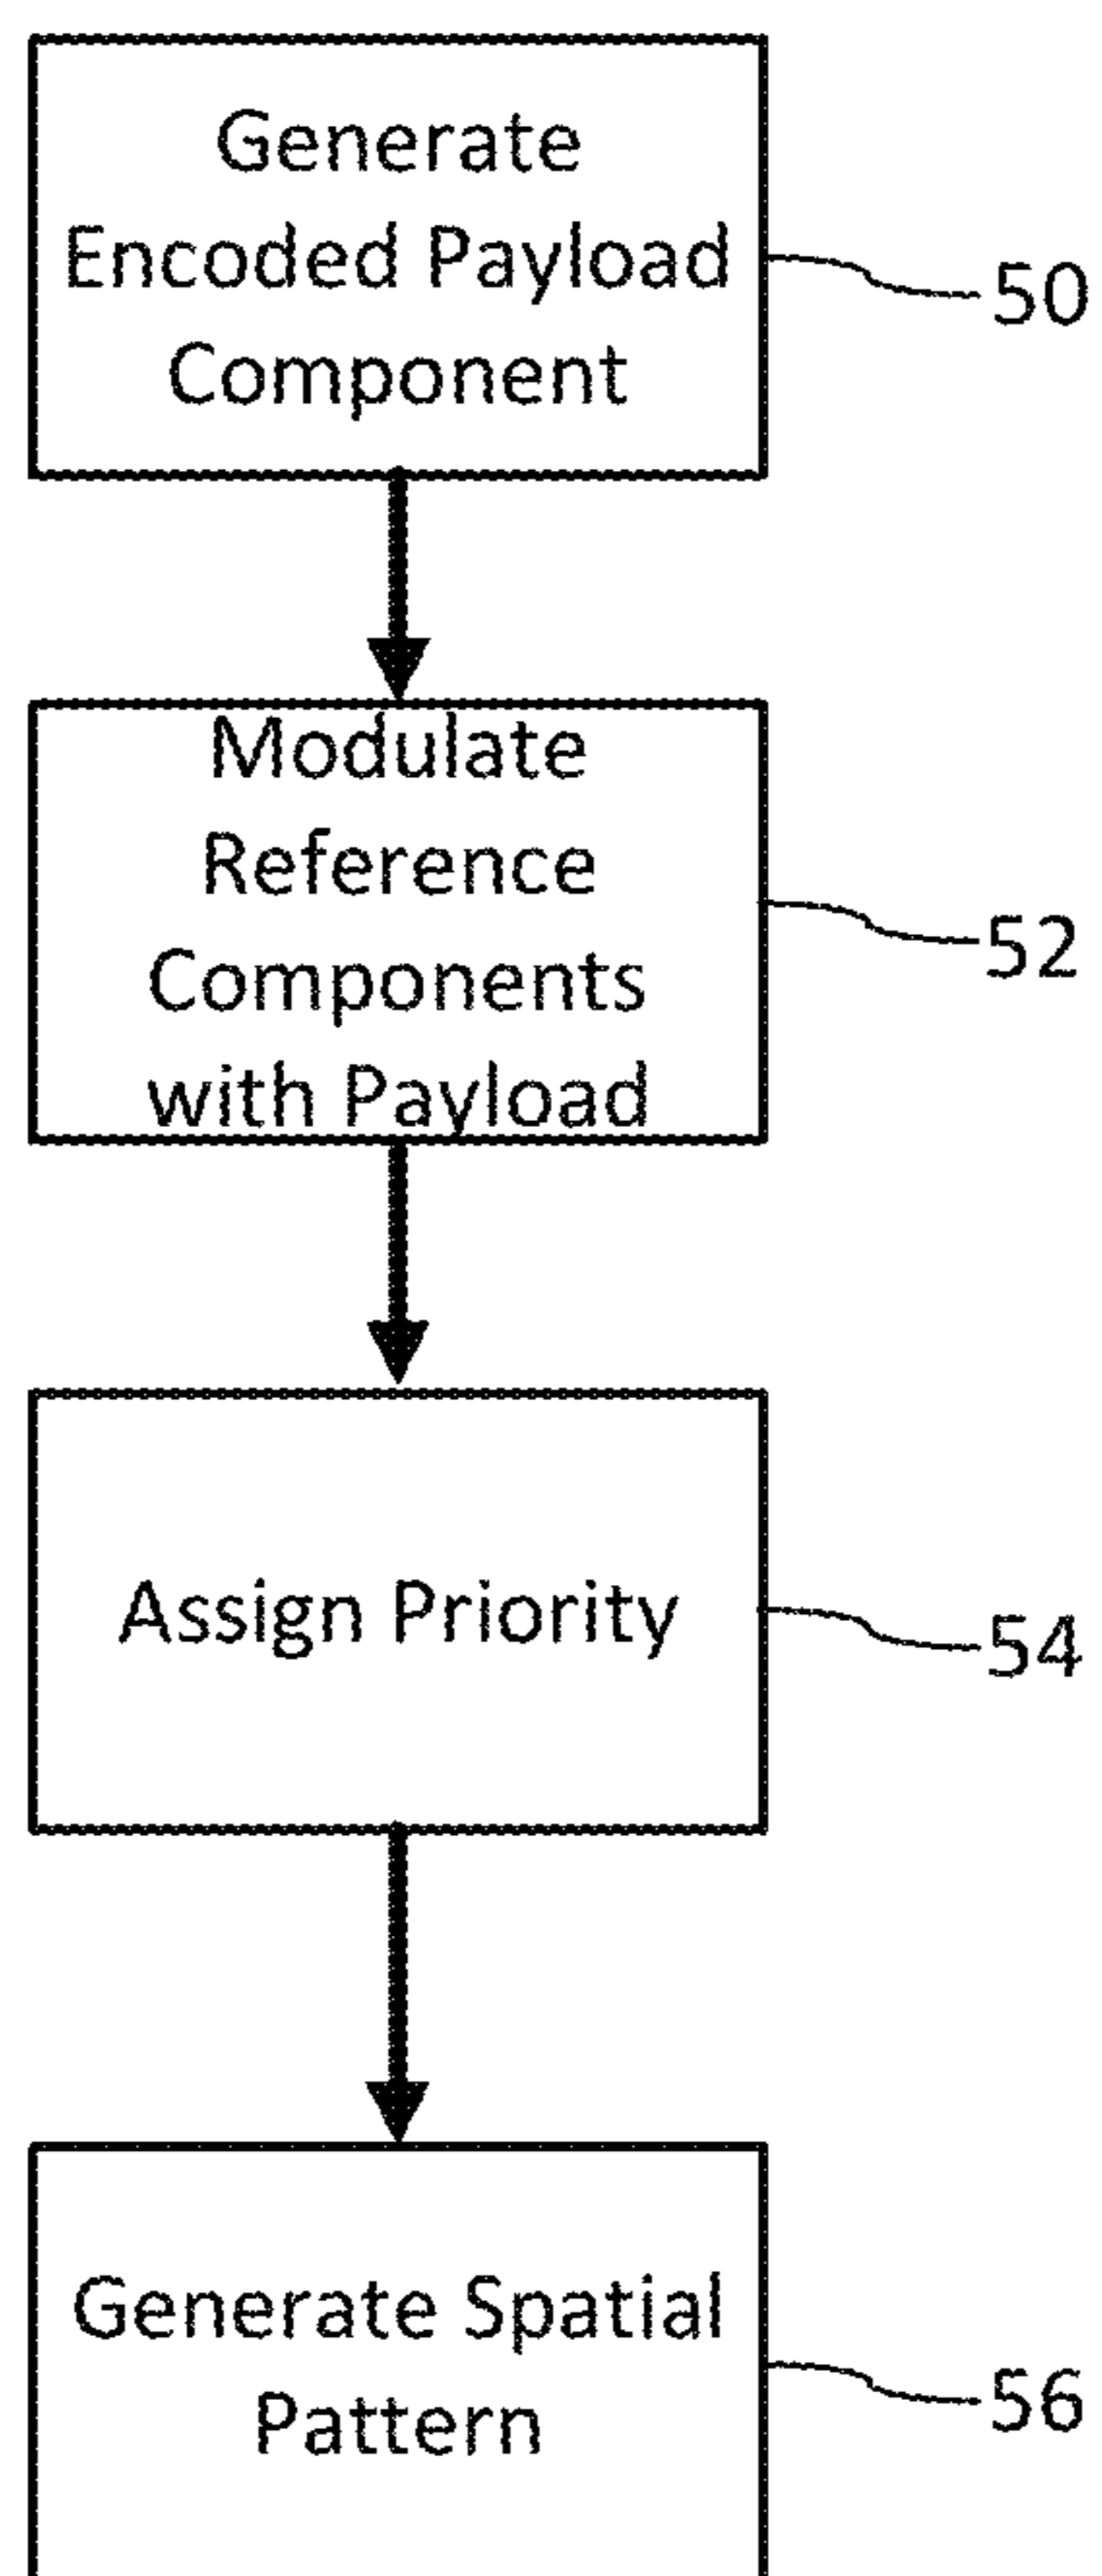 Generate
Encoded Payload
Component
50
Modulate
Reference
Components
with Payload
52
Assign Priority
54
Generate Spatial
Pattern
56